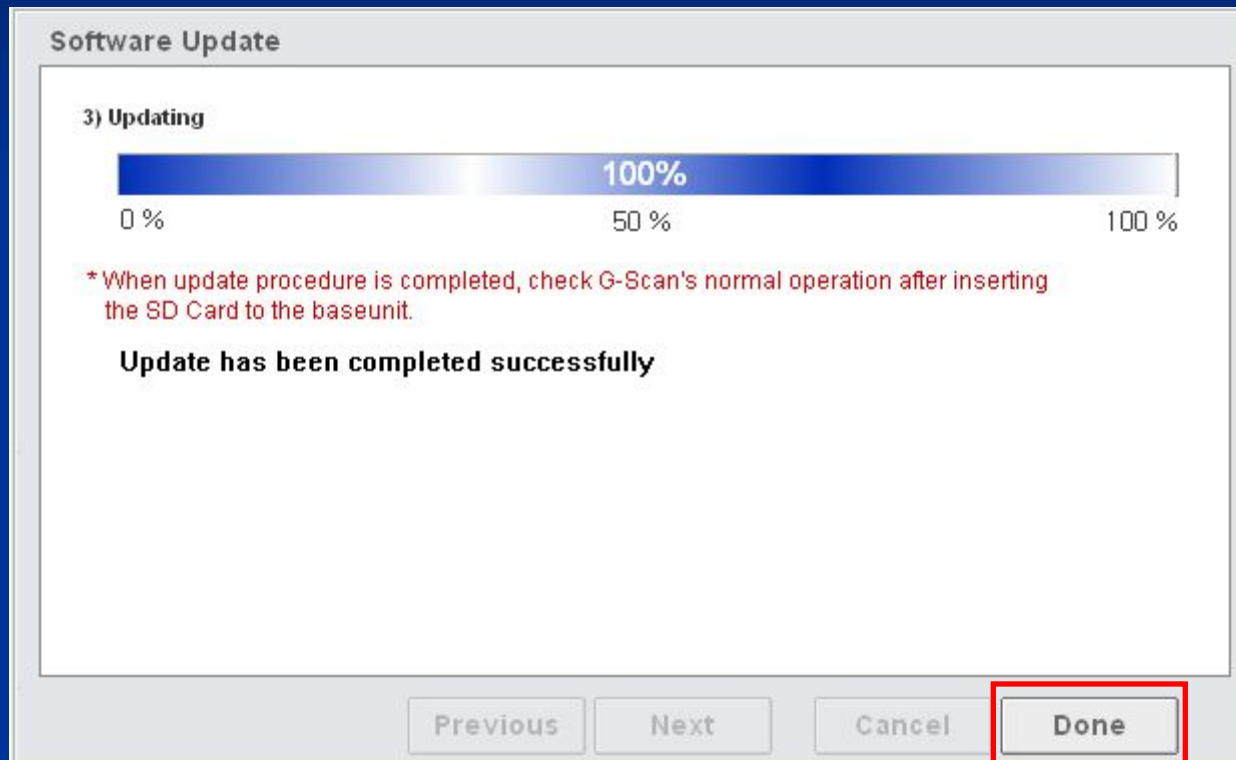 Software Update
3) Updating
100%
0 % 50 % 100 %
* When update procedure is completed, check G-Scan's normal operation after inserting
the SD Card to the baseunit.
Update has been completed successfully
Previous Next Cancel Done